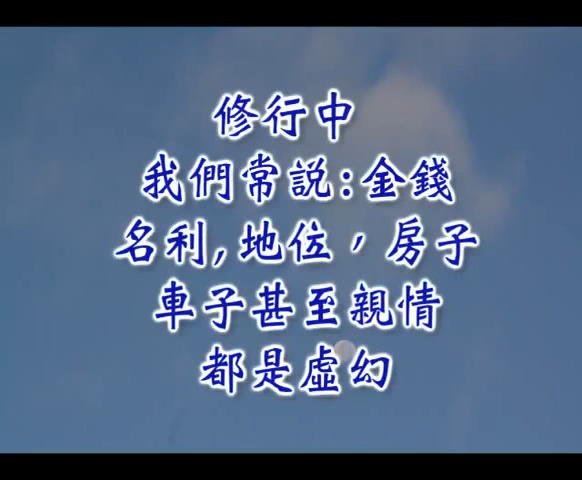 修行中
我們常説:金錢
名利,地位，房子
車子甚至親情
都是虛幻